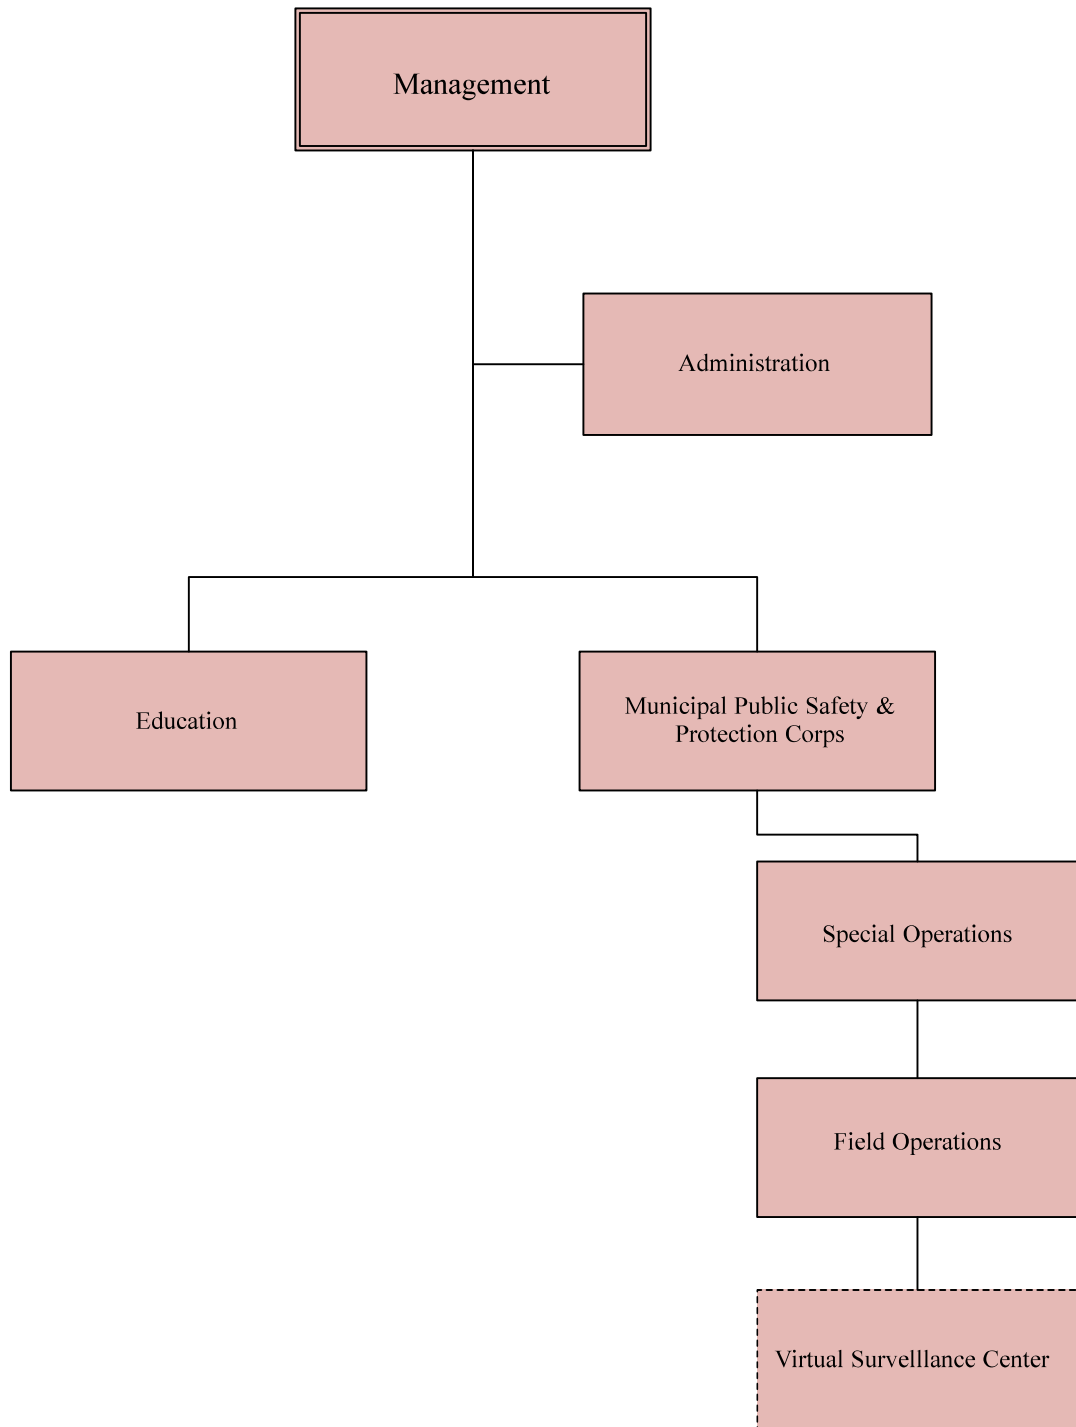 Management
Administration
Education
Municipal Public Safety &
Protection Corps
Special Operations
Field Operations
Virtual Survelllance Center